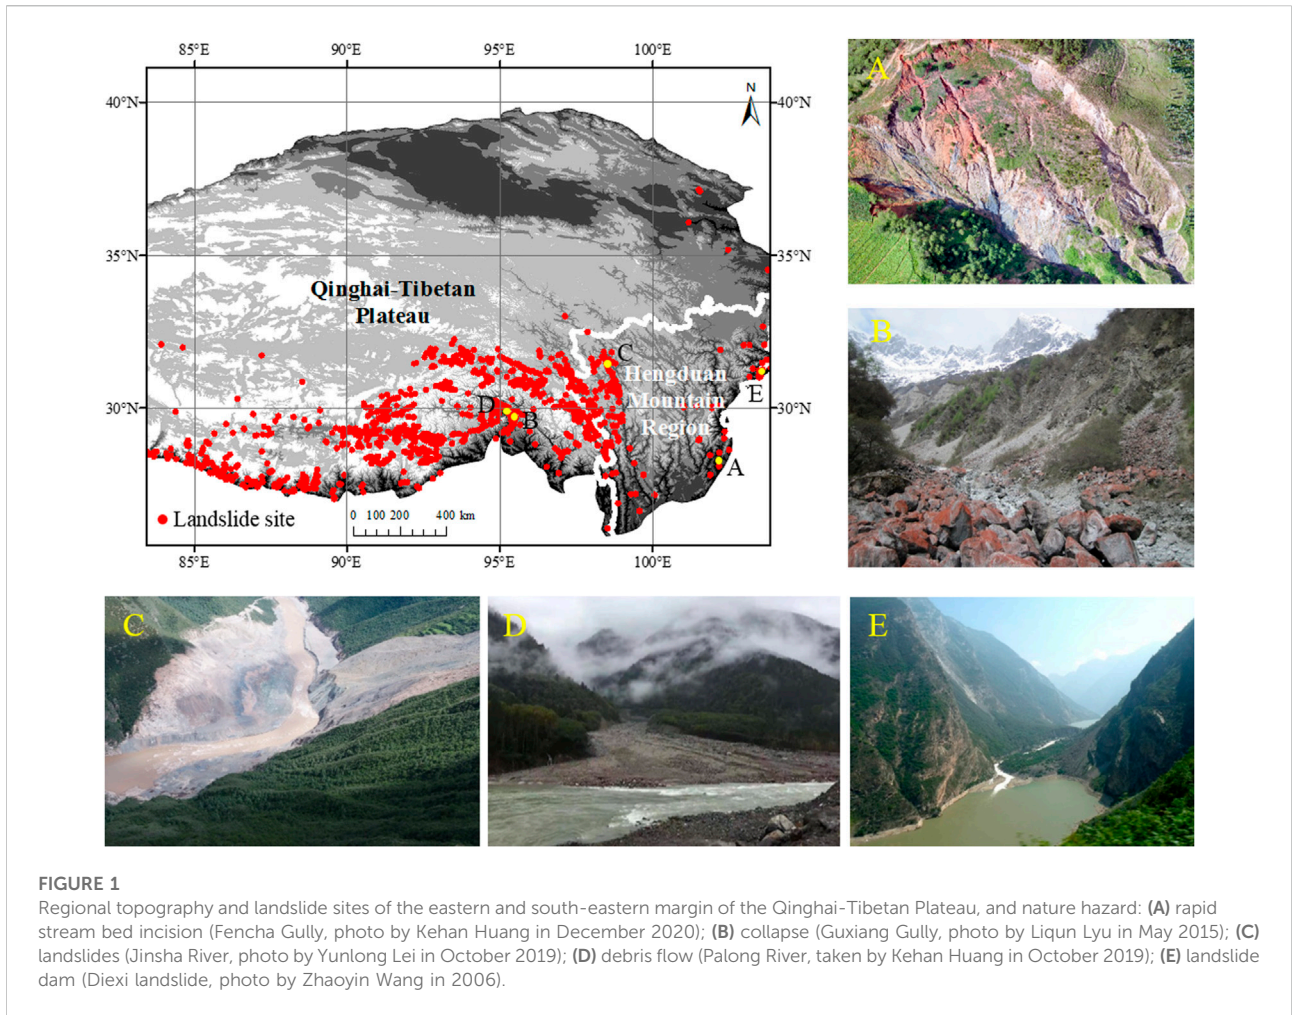 85°E 90°E 95°E 100°E
40°N 40°N
N
35°N 35°N
Qinghai-Tibetan
Plateau
C
Hengduan
Mountain
Region
E
30°N 30°N
D
B
A
Landslide site
0 100 200 400 km
85°E 90°E 95°E 100°E
A
B
C
D
E
FIGURE 1
Regional topography and landslide sites of the eastern and south-eastern margin of the Qinghai-Tibetan Plateau, and nature hazard: (A) rapid
stream bed incision (Fencha Gully, photo by Kehan Huang in December 2020); (B) collapse (Guxiang Gully, photo by Liqun Lyu in May 2015); (C)
landslides (Jinsha River, photo by Yunlong Lei in October 2019); (D) debris flow (Palong River, taken by Kehan Huang in October 2019); (E) landslide
dam (Diexi landslide, photo by Zhaoyin Wang in 2006).